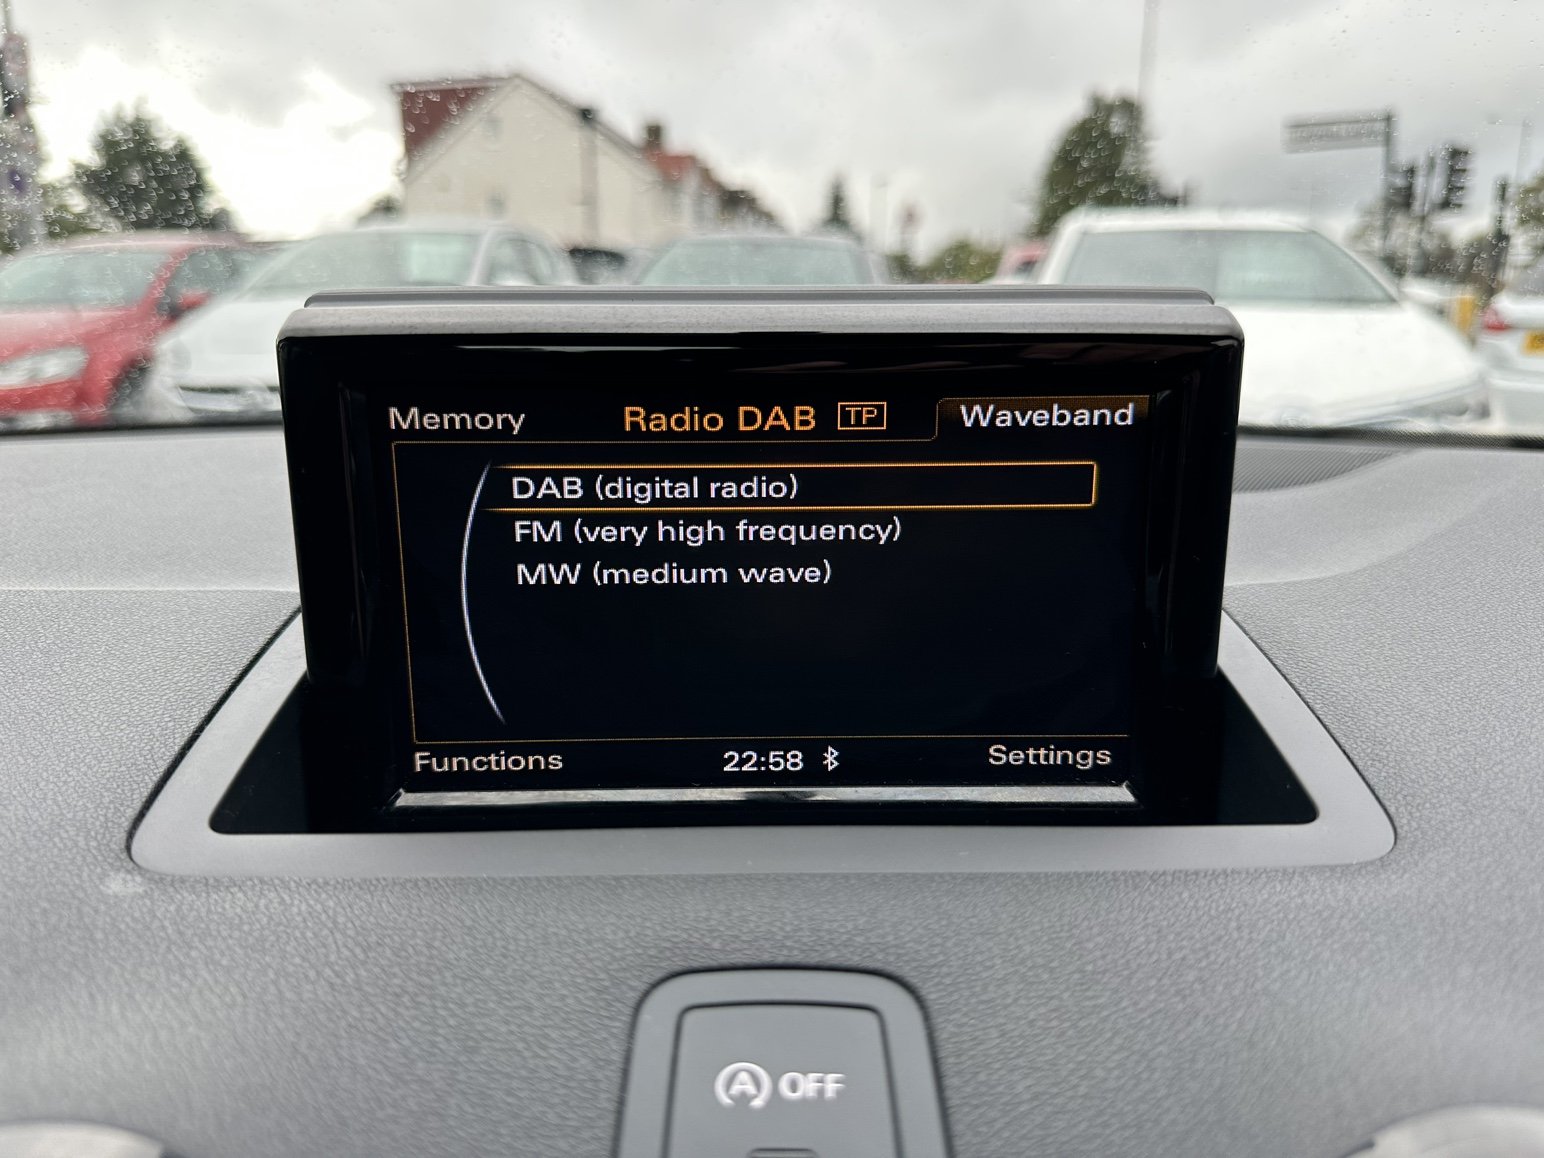 Memory Radio DAB TP Waveband
DAB (digital radio)
FM (very high frequency)
MW (medium wave)
Functions 22:58 Settings
A OFF